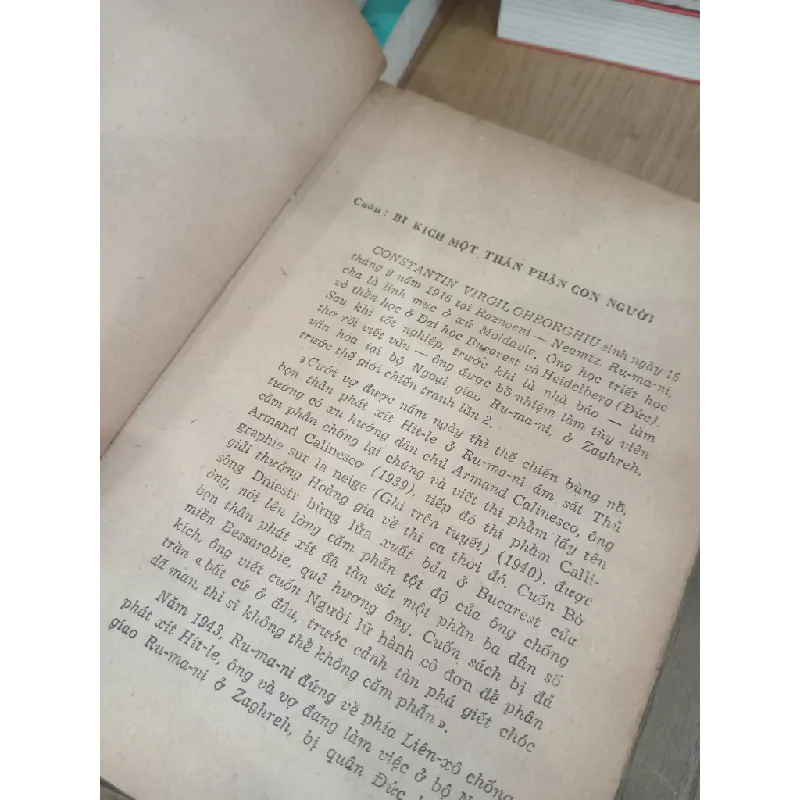 Cuốn : BI KỊCH MỘT THÂN PHẬN CON NGƯỜI
CONSTANTIN VIRGIL GHEORGHIU sinh ngày 15
tháng 9 năm 1916 tại Raznoeni — Neamtz, Ru-ma-ni,
cha là linh mục ở xứ Moldavie. Ông học triết học
và thần học ở Đại học Bucarest và Heidelberg (Đức).
Sau khi tốt nghiệp, trước khi là nhà báo — làm
thơ rồi viết văn — ông được bổ nhiệm làm tùy viên
văn hóa tại bộ Ngoại giao Ru-ma-ni, ở Zaghreh,
trước thế giới chiến tranh lần 2.
« Cưới vợ được năm ngày thì thế chiến bùng nổ,
bọn thân phát xít Hit-le ở Ru-ma-ni ám sát Thủ
tướng có xu hướng dân chủ Armand Calinesco, ông
căm phẫn chống lại chúng và viết thi phẩm lấy tên
Armand Calinesco (1939), tiếp đó thi phẩm Calli-
graphie sur la neige (Ghi trên tuyết) (1940), được
giải thưởng Hoàng gia về thi ca thời đó. Cuốn Bờ
sông Dniestı bừng lửa xuất bản ở Bucarest của
ông, nói lên lòng căm phẫn tột độ của ông chống
bọn thân phát xít đã tàn sát một phần ba dân số
miền Bessarabie, quê hương ông. Cuốn sách bị đả
kích, ông viết cuốn Người lữ hành cô đơn để phân
trần « bất cứ ở đâu, trước cảnh tàn phá giết chóc
dã man, thi sĩ không thể không căm phẫn ».
Năm 1943, Ru-ma-ni đứng về phía Liên-xô chống
phát xít Hit-le, ông và vợ đang làm việc ở bộ
giao Ru-ma-ni ở Zaghreh, bị quân Đức